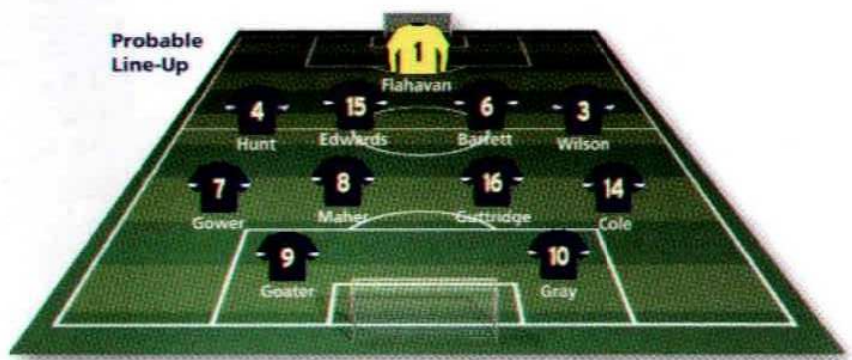 Probable
Line-Up
1
Flahavan
4 15 6 3
Hunt Edwards Barrett Wilson
7 8 16 14
Gower Maher Guttridge Cole
9 10
Goater Gray